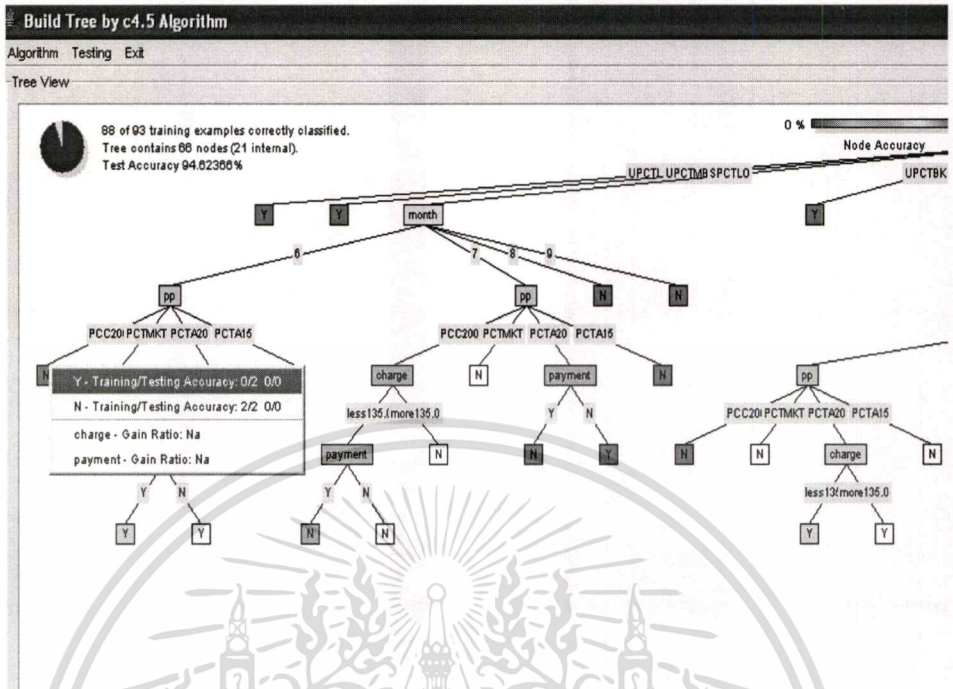 Build Tree by c4.5 Algorithm
Algorithm Testing Exit
Tree View
88 of 93 training examples correctly classified.
Tree contains 66 nodes (21 internal).
Test Accuracy 94.62366%
0 %
Node Accuracy
UPCTL UPCTMB SPCTLO UPCTBK
Y Y month Y
6 7 8 9
pp pp N N
PCC20( PCTMKT PCTA20 PCTA15 PCC200 PCTMKT PCTA20 PCTA15
N charge N payment N pp
Y - Training/Testing Accuracy: 0/2 0/0
N - Training/Testing Accuracy: 2/2 0/0
charge - Gain Ratio: Na
payment - Gain Ratio: Na
less135.( more135.0 Y N PCC20( PCTMKT PCTA20 PCTA15
payment N N Y N N charge N
Y N Y N less13( more135.0
Y Y N N Y Y